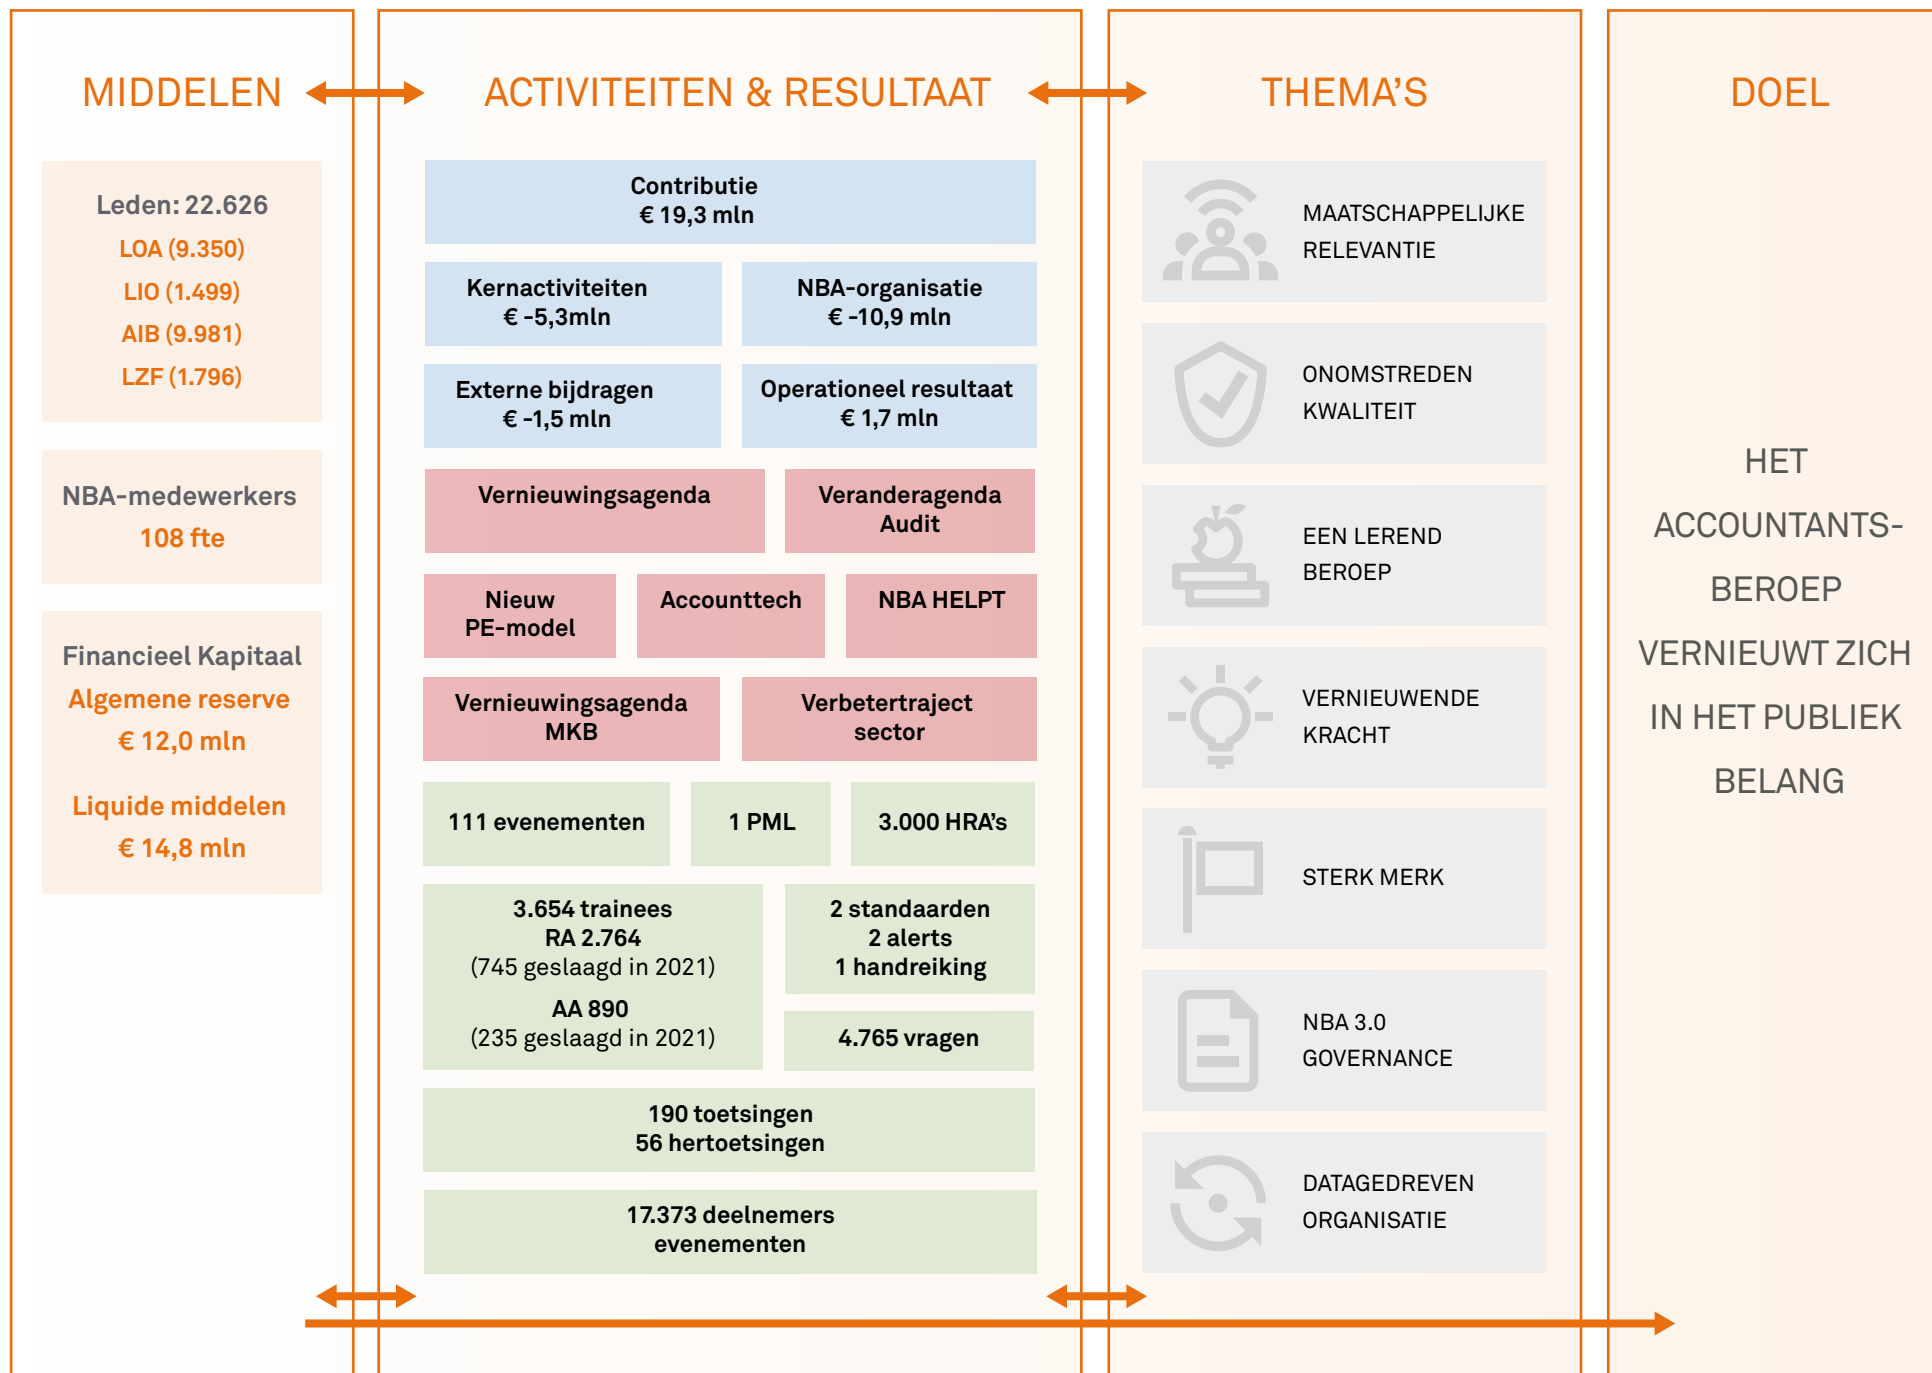 MIDDELEN
Leden: 22.626
LOA (9.350)
LIO (1.499)
AIB (9.981)
LZF (1.796)
NBA-medewerkers
108 fte
Financieel Kapitaal
Algemene reserve
€ 12,0 mln
Liquide middelen
€ 14,8 mln
ACTIVITEITEN & RESULTAAT
Contributie
€ 19,3 mln
Kernactiviteiten
€ -5,3mln
NBA-organisatie
€ -10,9 mln
Externe bijdragen
€ -1,5 mln
Operationeel resultaat
€ 1,7 mln
Vernieuwingsagenda
Veranderagenda
Audit
Nieuw
PE-model
Accounttech
NBA HELPT
Vernieuwingsagenda
MKB
Verbetertraject
sector
111 evenementen
1 PML
3.000 HRA's
3.654 trainees
RA 2.764
(745 geslaagd in 2021)
AA 890
(235 geslaagd in 2021)
2 standaarden
2 alerts
1 handreiking
4.765 vragen
190 toetsingen
56 hertoetsingen
17.373 deelnemers
evenementen
THEMA'S
MAATSCHAPPELIJKE
RELEVANTIE
ONOMSTREDEN
KWALITEIT
EEN LEREND
BEROEP
VERNIEUWENDE
KRACHT
STERK MERK
NBA 3.0
GOVERNANCE
DATAGEDREVEN
ORGANISATIE
DOEL
HET
ACCOUNTANTS-
BEROEP
VERNIEUWT ZICH
IN HET PUBLIEK
BELANG